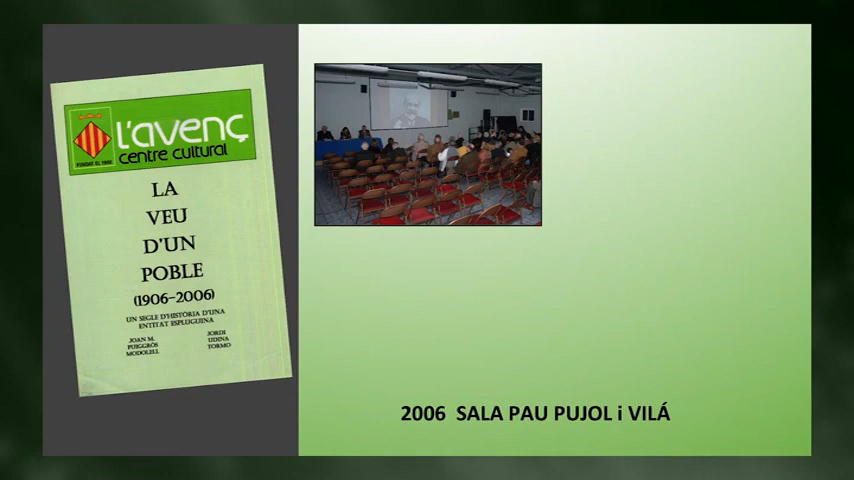 l'avenç
centre cultural
FUNDAT EL 1906
LA
VEU
D'UN
POBLE
(1906-2006)
UN SEGLE D'HISTÒRIA D'UNA
ENTITAT ESPLUGUINA
JOAN M.
PUIGGRÒS
MODOLELL
JORDI
UDINA
TORMO
2006 SALA PAU PUJOL i VILÁ